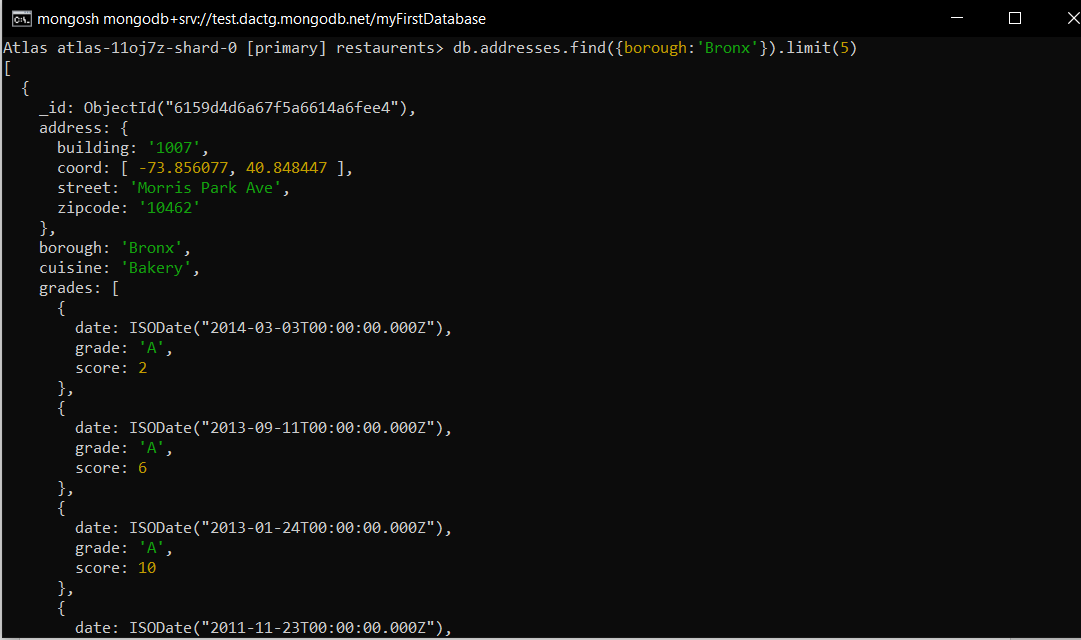 mongosh mongodb+srv://test.dactg.mongodb.net/myFirstDatabase
Atlas atlas-11oj7z-shard-0 [primary] restaurents> db.addresses.find({borough:'Bronx'}).limit(5)
[
  {
    _id: ObjectId("6159d4d6a67f5a6614a6fee4"),
    address: {
      building: '1007',
      coord: [ -73.856077, 40.848447 ],
      street: 'Morris Park Ave',
      zipcode: '10462'
    },
    borough: 'Bronx',
    cuisine: 'Bakery',
    grades: [
      {
        date: ISODate("2014-03-03T00:00:00.000Z"),
        grade: 'A',
        score: 2
      },
      {
        date: ISODate("2013-09-11T00:00:00.000Z"),
        grade: 'A',
        score: 6
      },
      {
        date: ISODate("2013-01-24T00:00:00.000Z"),
        grade: 'A',
        score: 10
      },
      {
        date: ISODate("2011-11-23T00:00:00.000Z"),